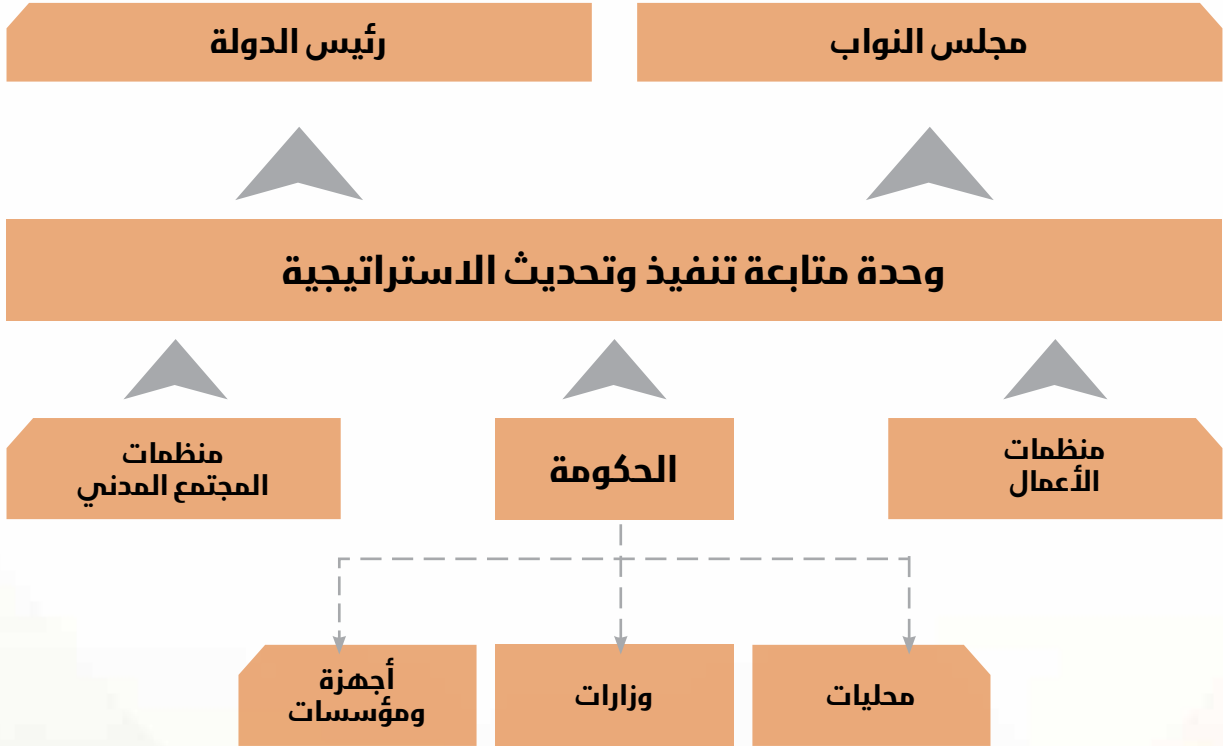 مجلس النواب
رئيس الدولة
وحدة متابعة تنفيذ وتحديث الاستراتيجية
منظمات
الأعمال
الحكومة
منظمات
المجتمع المدني
محليات
وزارات
أجهزة
ومؤسسات